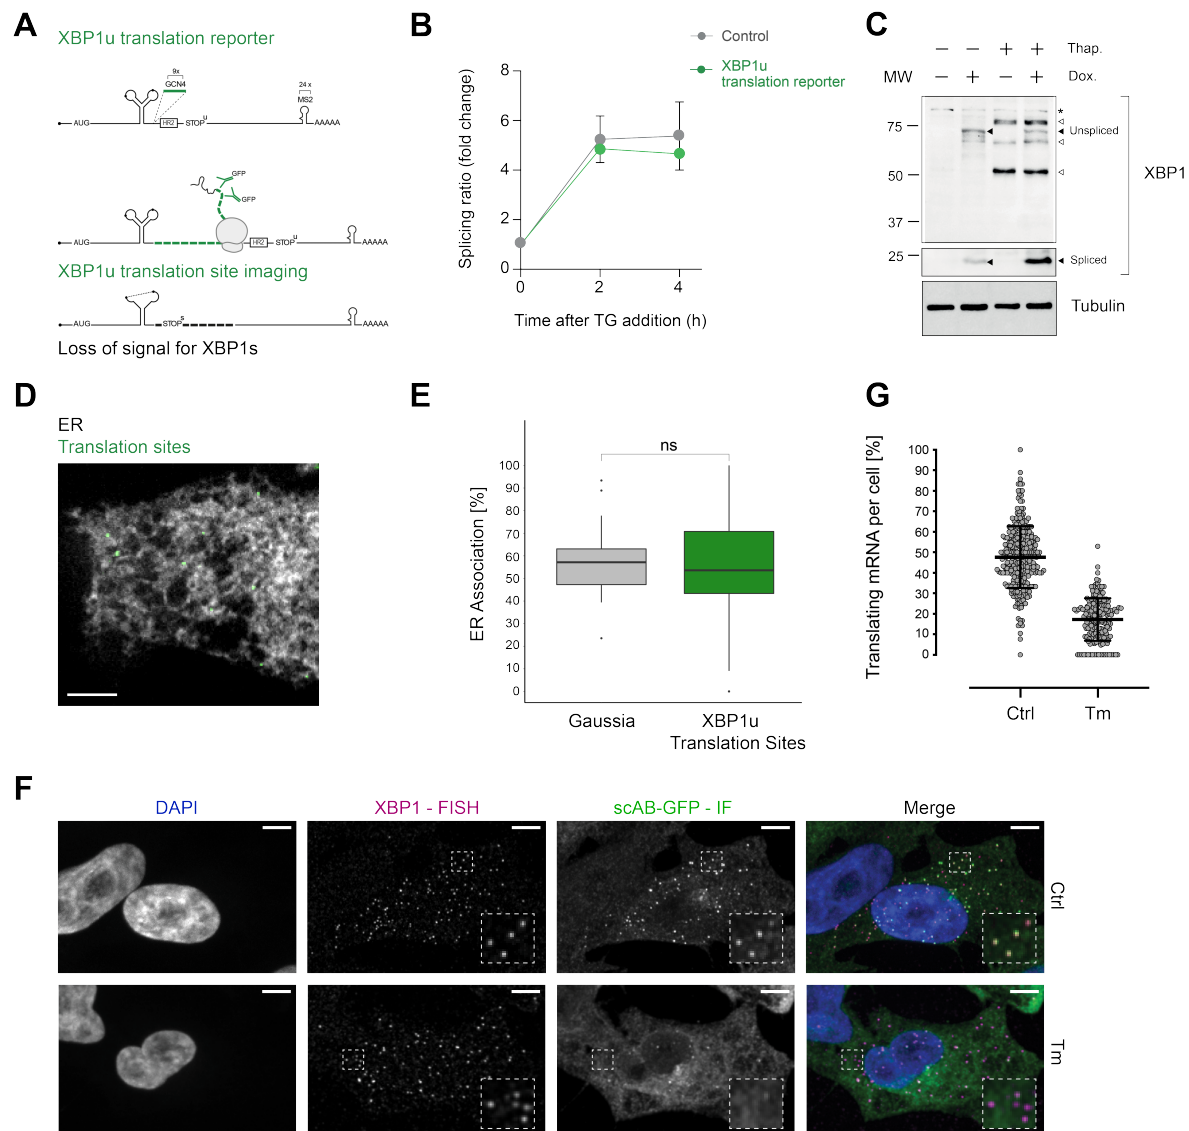 A
XBP1u translation reporter
9x
GCN4
24 x
MS2
AUG
HR2
STOP
u
AAAAA
GFP
GFP
AUG
HR2
STOP
u
AAAAA
XBP1u translation site imaging
AUG
STOP
s
AAAAA
Loss of signal for XBP1s
B
Control
XBP1u
translation reporter
Splicing ratio (fold change)
8
6
4
2
0
0
2
4
Time after TG addition (h)
C
— — + + Thap.
MW — + — + Dox.
75
50
37
25
*
Unspliced
Spliced
XBP1
Tubulin
D
ER
Translation sites
E
ns
ER Association [%]
100
90
80
70
60
50
40
30
20
10
0
Gaussia
XBP1u
Translation Sites
G
Translating mRNA per cell [%]
100
90
80
70
60
50
40
30
20
10
0
Ctrl
Tm
F
DAPI
XBP1 - FISH
scAB-GFP - IF
Merge
Ctrl
Tm